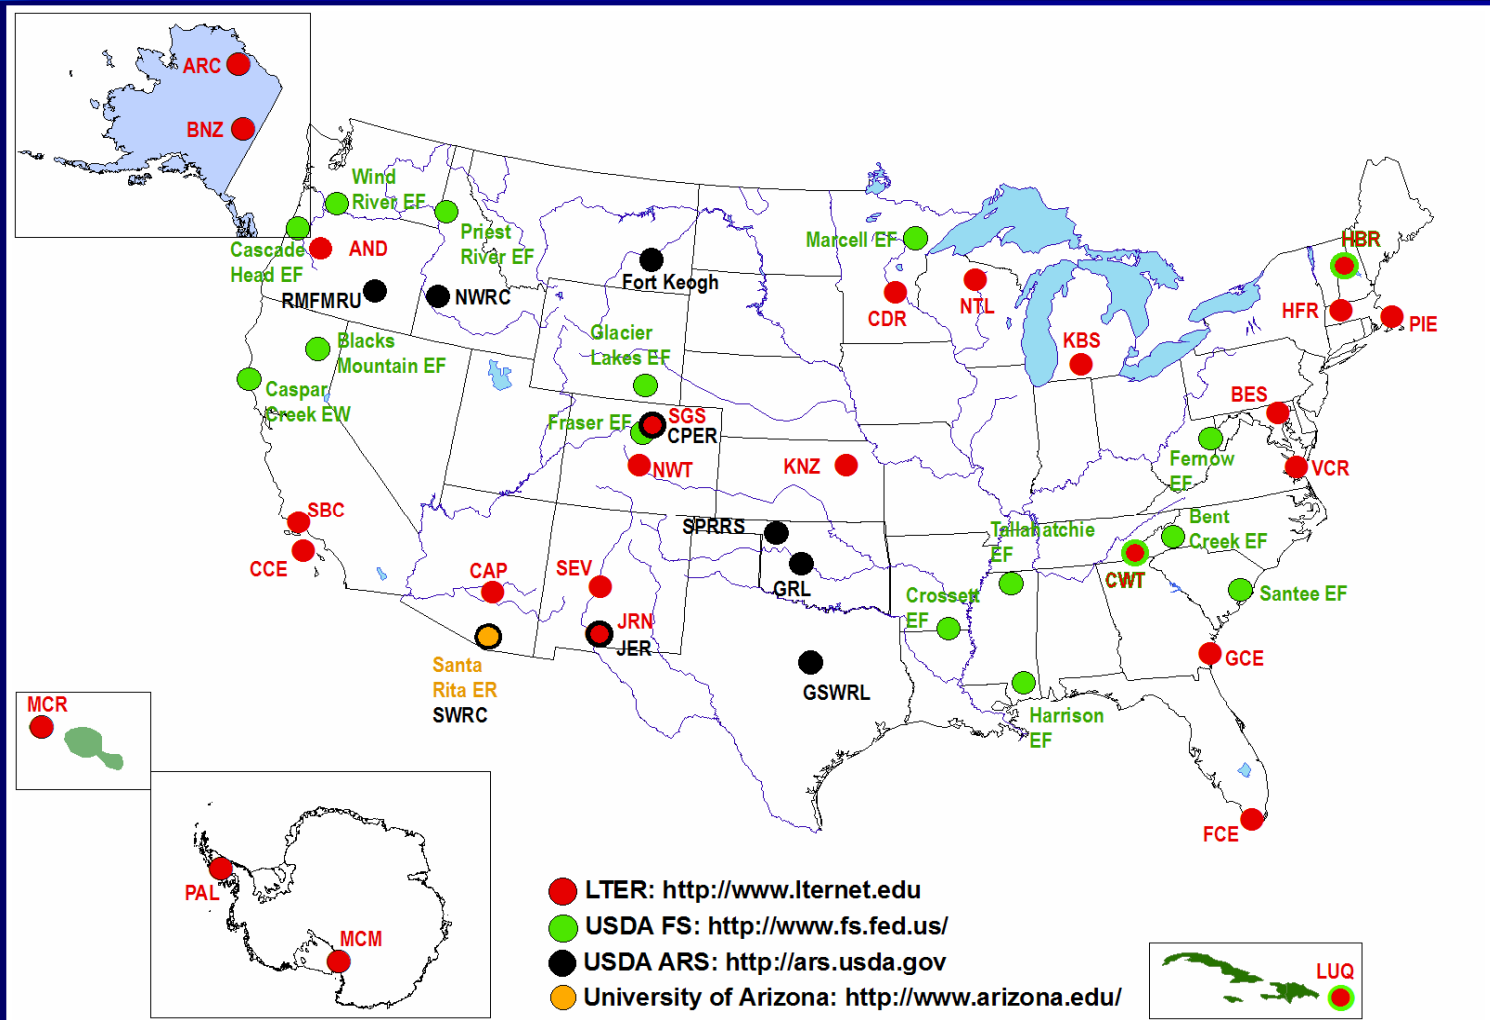 ARC
BNZ
Wind
River EF
Priest
River EF
Cascade
Head EF
AND
RMFMRU
NWRC
Fort Keogh
Marcell EF
CDR
NTL
KBS
HBR
HFR
PIE
Blacks
Mountain EF
Caspar
Creek EW
Glacier
Lakes EF
Fraser EF
SGS
CPER
NWT
KNZ
BES
Fernow
EF
VCR
SBC
CCE
CAP
SEV
SPRRS
GRL
Tallahatchie
EF
Bent
Creek EF
CWT
Crossett
EF
Santee EF
JRN
JER
Santa
Rita ER
SWRC
GSWRL
GCE
Harrison
EF
FCE
MCR
PAL
MCM
LTER: http://www.lternet.edu
USDA FS: http://www.fs.fed.us/
USDA ARS: http://ars.usda.gov
University of Arizona: http://www.arizona.edu/
LUQ